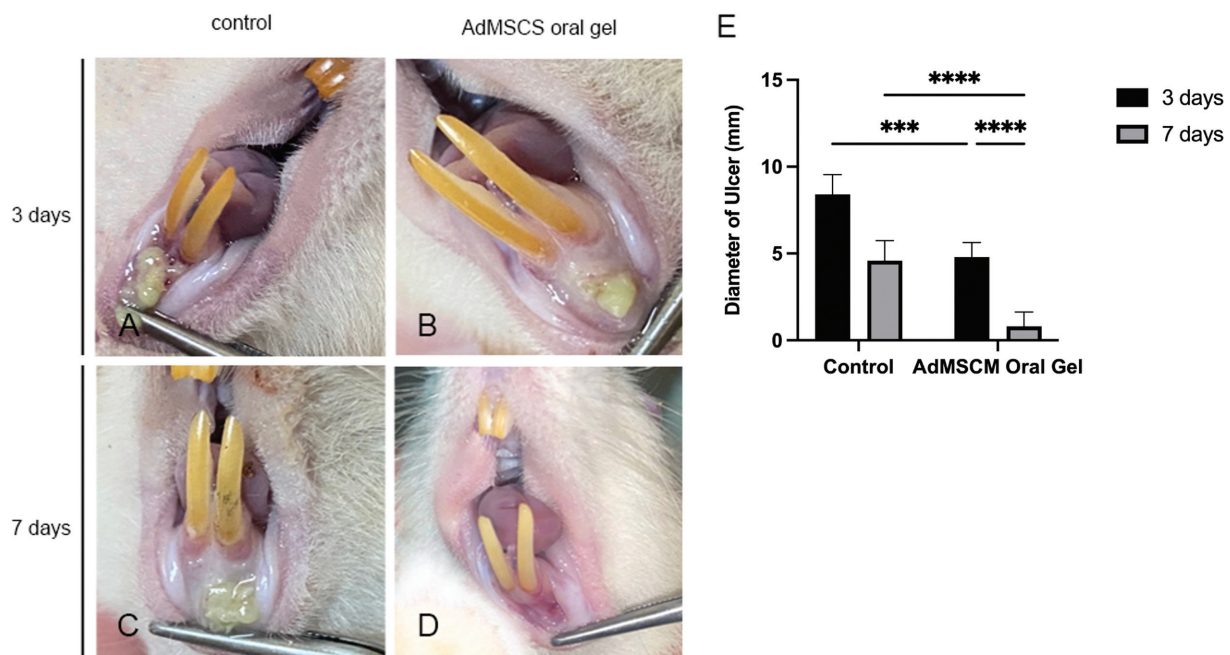 control
AdMSCS oral gel
3 days
7 days
A
B
C
D
E
15
10
5
0
Diameter of Ulcer (mm)
****
*** ****
Control
AdMSCM Oral Gel
3 days
7 days